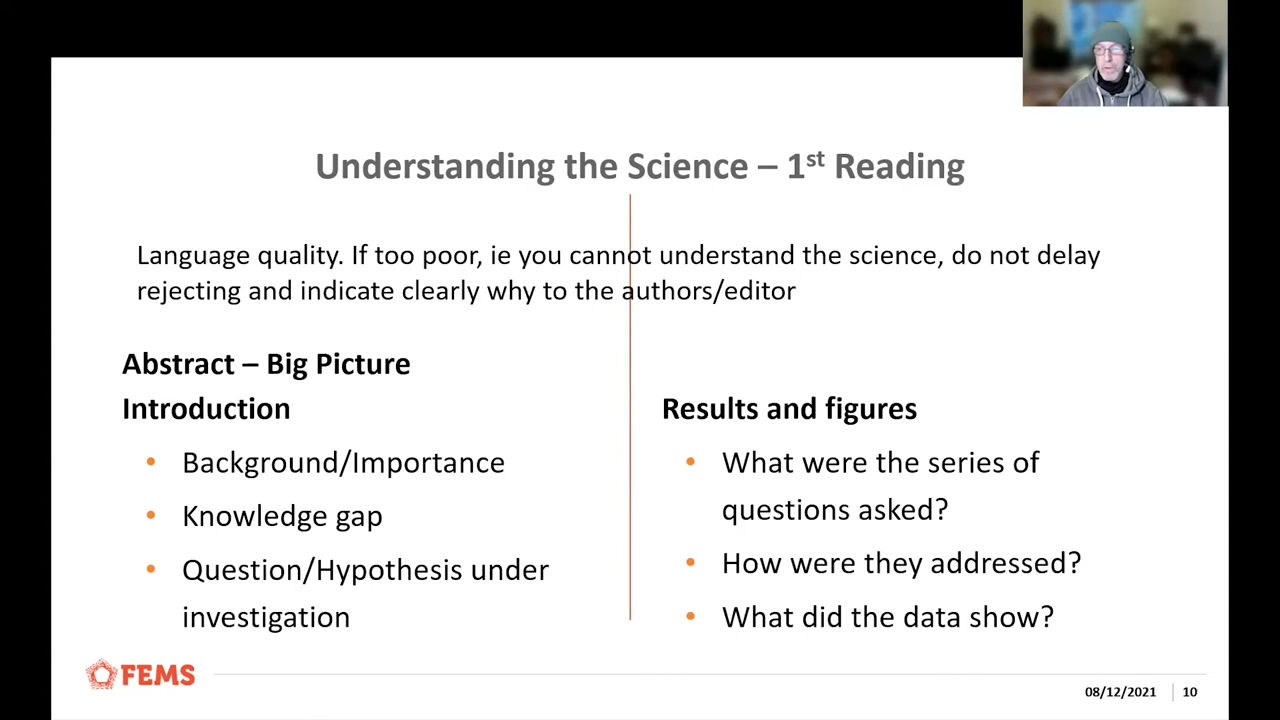 Understanding the Science – 1st Reading
Language quality. If too poor, ie you cannot understand the science, do not delay
rejecting and indicate clearly why to the authors/editor
Abstract – Big Picture
Introduction
• Background/Importance
• Knowledge gap
• Question/Hypothesis under
investigation
Results and figures
• What were the series of
questions asked?
• How were they addressed?
• What did the data show?
FEMS
08/12/2021
10